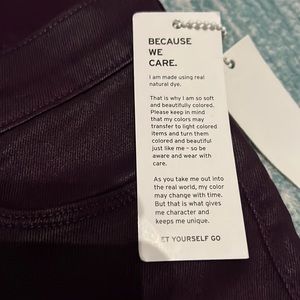 BECAUSE
WE
CARE.
I am made using real
natural dye.
That is why I am so soft
and beautifully colored.
Please keep in mind
that my colors may
transfer to light colored
items and turn them
colored and beautiful
just like me – so be
aware and wear with
care.
As you take me out into
the real world, my color
may change with time.
But that is what gives
me character and
keeps me unique.
ET YOURSELF GO